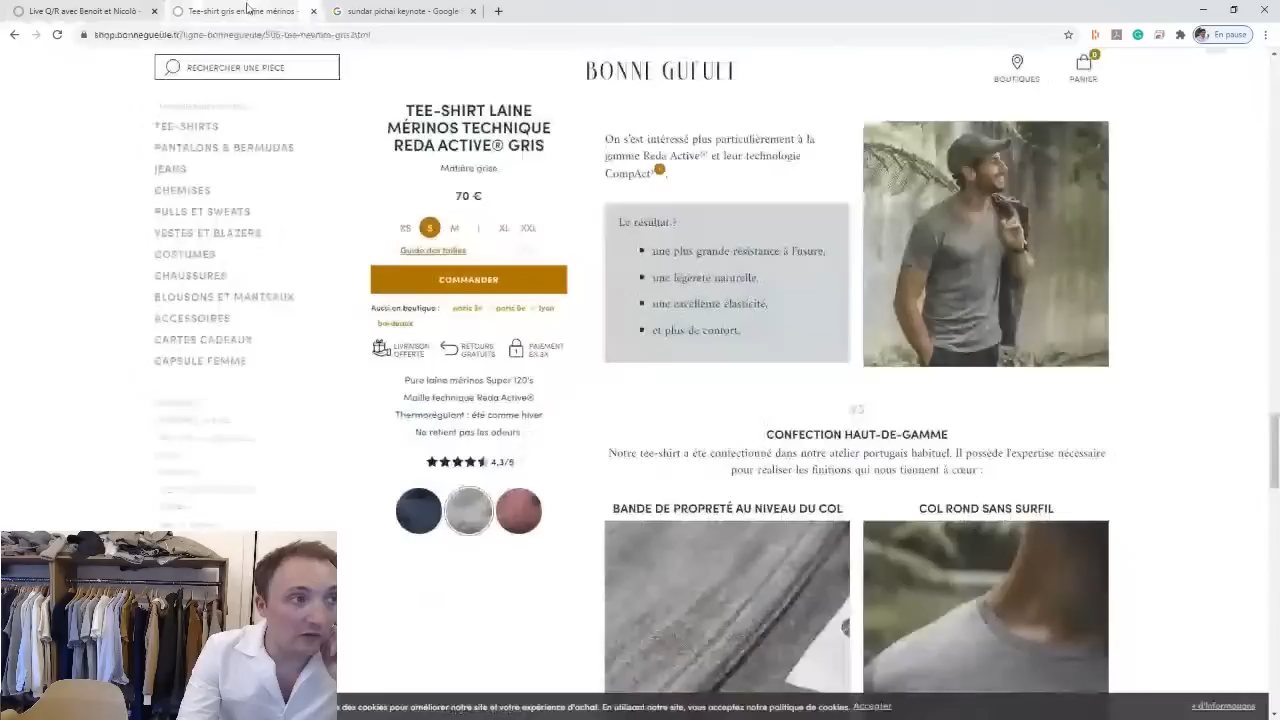 Live Q/R avec Benoît et Nicolò -
Tee-shirt gris en laine mérinos -
sundar pichai keynote - Google
En pause
RECHERCHER UNE PIÈCE
BONNE GUEULE
BOUTIQUES
0
PANIER
TEE-SHIRTS
PANTALONS & BERMUDAS
JEANS
CHEMISES
PULLS ET SWEATS
VESTES ET BLAZERS
COSTUMES
CHAUSSURES
BLOUSONS ET MANTEAUX
ACCESSOIRES
CARTES CADEAUX
CAPSULE FEMME
TEE-SHIRT LAINE
MÉRINOS TECHNIQUE
REDA ACTIVE® GRIS
Matière grise.
70 €
XS S M L XL XXL
Guide des tailles
COMMANDER
Aussi en boutique :
lyon
bordeaux
LIVRAISON
OFFERTE
RETOURS
GRATUITS
PAIEMENT
EN 3X
Pure laine mérinos Super 120's
Maille technique Reda Active®
Thermorégulant : été comme hiver
Ne retient pas les odeurs
4,3/5
On s'est intéressé plus particulièrement à la
gamme Reda Active® et leur technologie
CompAct®.
Le résultat ?
une plus grande résistance à l'usure,
une légèreté naturelle,
une excellente élasticité,
et plus de confort.
CONFECTION HAUT-DE-GAMME
Notre tee-shirt a été confectionné dans notre atelier portugais habituel. Il possède l'expertise nécessaire
pour réaliser les finitions qui nous tiennent à cœur :
BANDE DE PROPRETÉ AU NIVEAU DU COL
COL ROND SANS SURFIL
des cookies pour améliorer notre site et votre expérience d'achat. En utilisant notre site, vous acceptez notre politique de cookies. Accepter
+ d'Informations